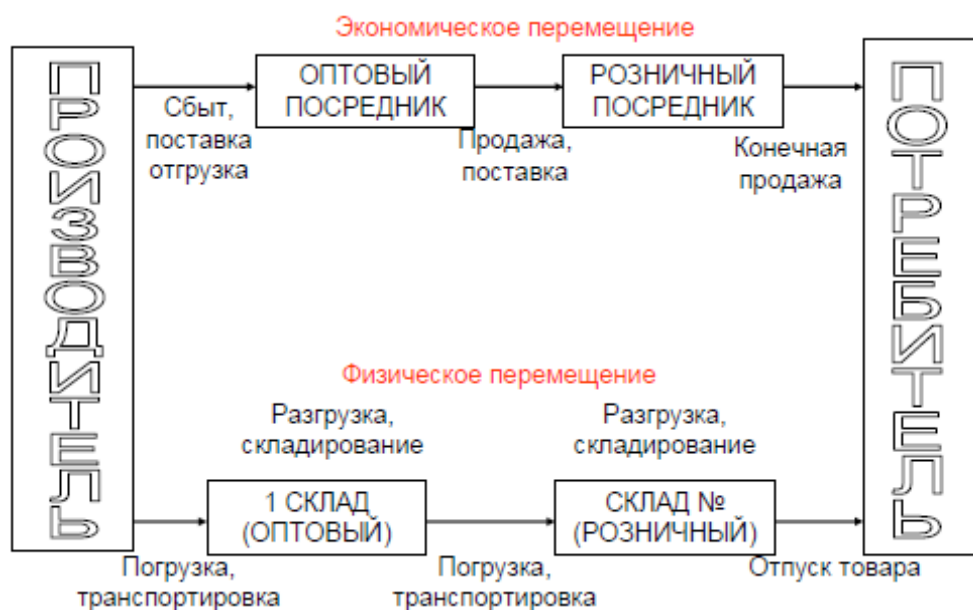 Экономическое перемещение
ПРОИЗВОДИТЕЛЬ
ОПТОВЫЙ
ПОСРЕДНИК
РОЗНИЧНЫЙ
ПОСРЕДНИК
ПОТРЕБИТЕЛЬ
Сбыт,
поставка
отгрузка
Продажа,
поставка
Конечная
продажа
Физическое перемещение
Разгрузка,
складирование
Разгрузка,
складирование
1 СКЛАД
(ОПТОВЫЙ)
СКЛАД №
(РОЗНИЧНЫЙ)
Погрузка,
транспортировка
Погрузка,
транспортировка
Отпуск товара